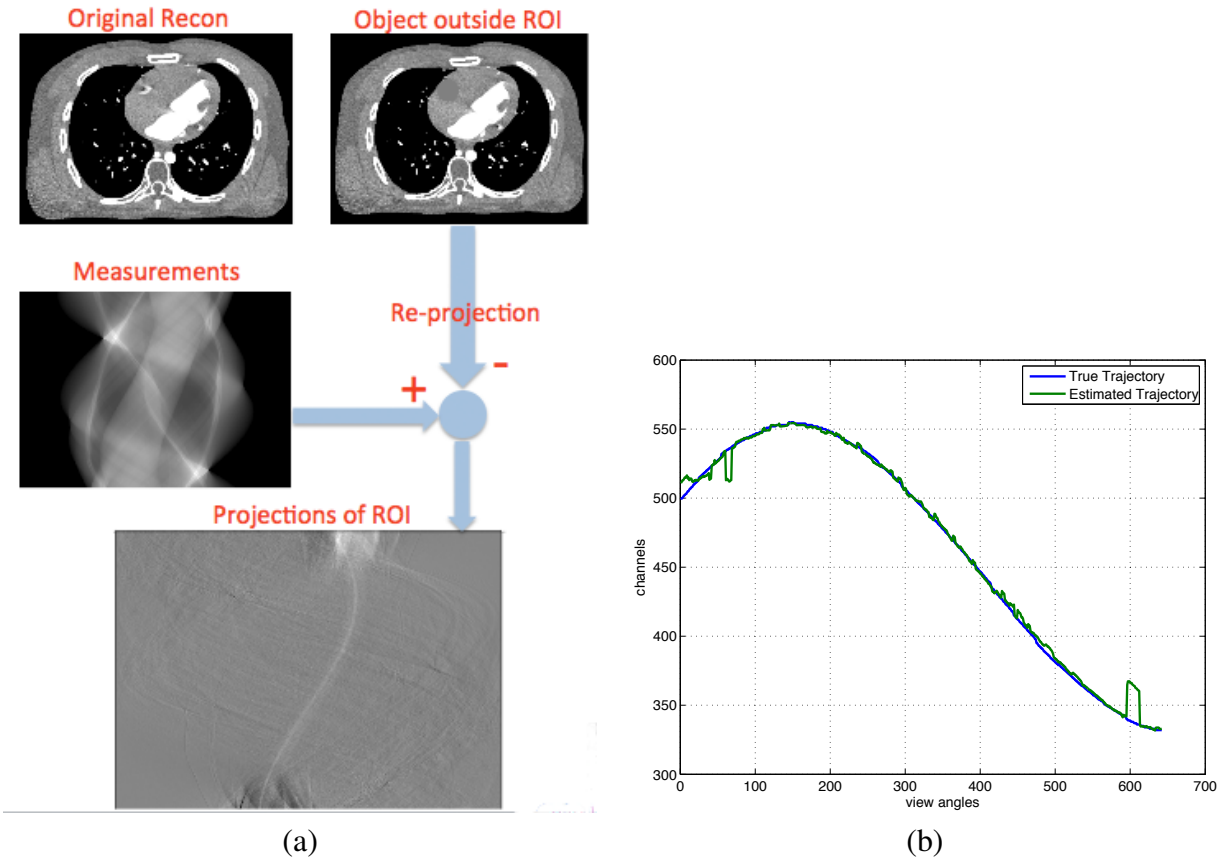 Original Recon
Object outside ROI
Measurements
Re-projection
+
-
Projections of ROI
(a)
600
550
500
450
400
350
300
channels
True Trajectory
Estimated Trajectory
0 100 200 300 400 500 600 700
view angles
(b)